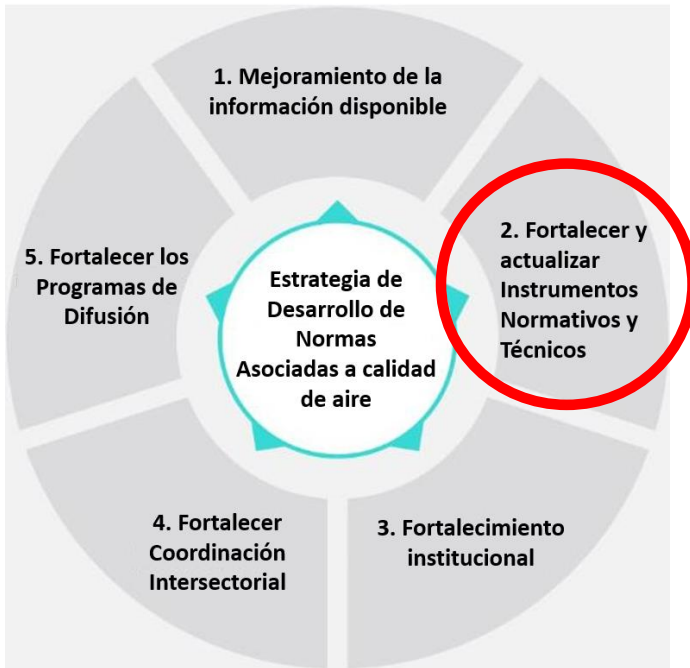 1. Mejoramiento de la
información disponible
2. Fortalecer y
actualizar
Instrumentos
Normativos y
Técnicos
3. Fortalecimiento
institucional
4. Fortalecer
Coordinación
Intersectorial
5. Fortalecer los
Programas de
Difusión
Estrategia de
Desarrollo de
Normas
Asociadas a calidad
de aire